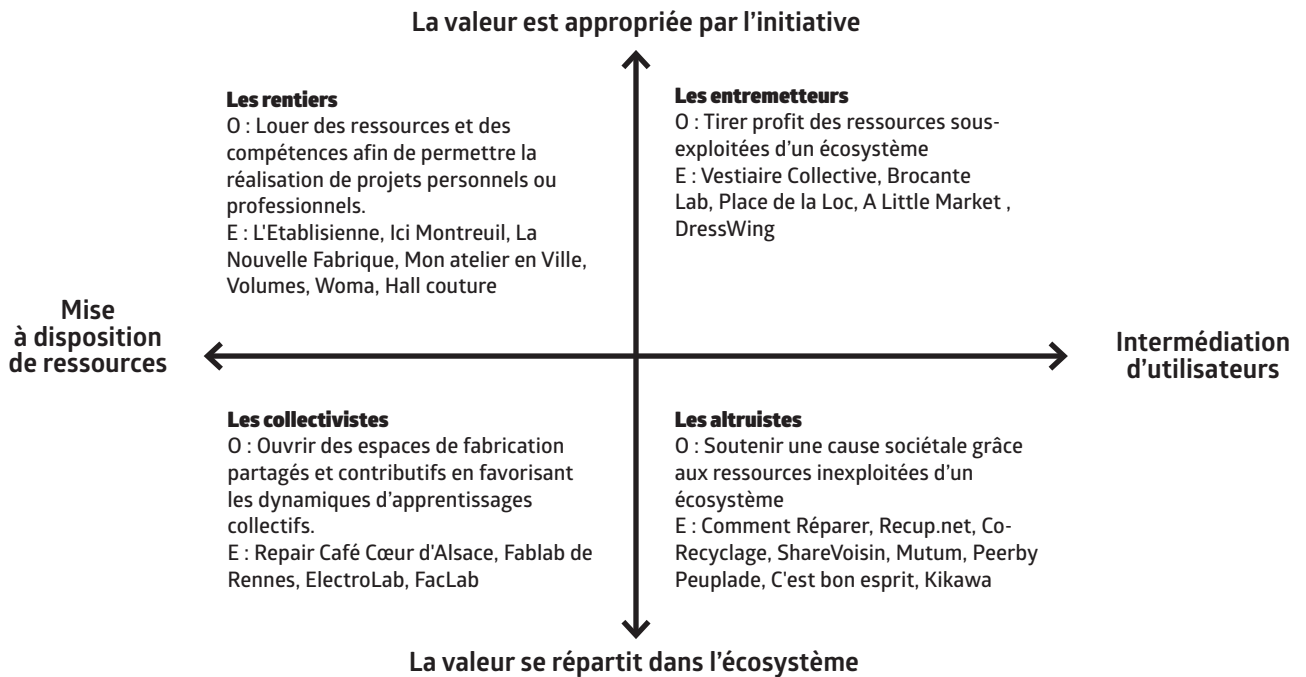 La valeur est appropriée par l'initiative
Les rentiers
O : Louer des ressources et des
compétences afin de permettre la
réalisation de projets personnels ou
professionnels.
E : L'Etablisienne, Ici Montreuil, La
Nouvelle Fabrique, Mon atelier en Ville,
Volumes, Woma, Hall couture
Les entremetteurs
O : Tirer profit des ressources sous-
exploitées d'un écosystème
E : Vestiaire Collective, Brocante
Lab, Place de la Loc, A Little Market ,
DressWing
Mise
à disposition
de ressources
Intermédiation
d'utilisateurs
Les collectivistes
O : Ouvrir des espaces de fabrication
partagés et contributifs en favorisant
les dynamiques d'apprentissages
collectifs.
E : Repair Café Cœur d'Alsace, Fablab de
Rennes, ElectroLab, FacLab
Les altruistes
O : Soutenir une cause sociétale grâce
aux ressources inexploitées d'un
écosystème
E : Comment Réparer, Recup.net, Co-
Recyclage, ShareVoisin, Mutum, Peerby
Peuplade, C'est bon esprit, Kikawa
La valeur se répartit dans l'écosystème